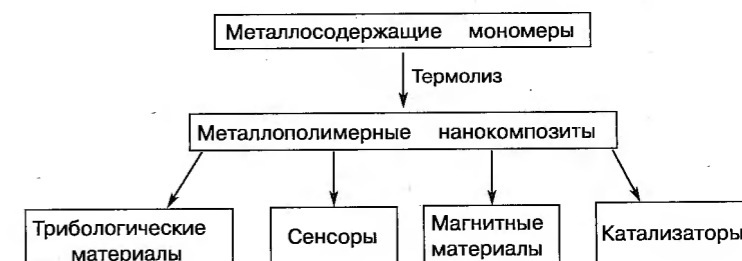 Металлосодержащие мономеры
Термолиз
Металлополимерные нанокомпозиты
Трибологические
материалы
Сенсоры
Магнитные
материалы
Катализаторы